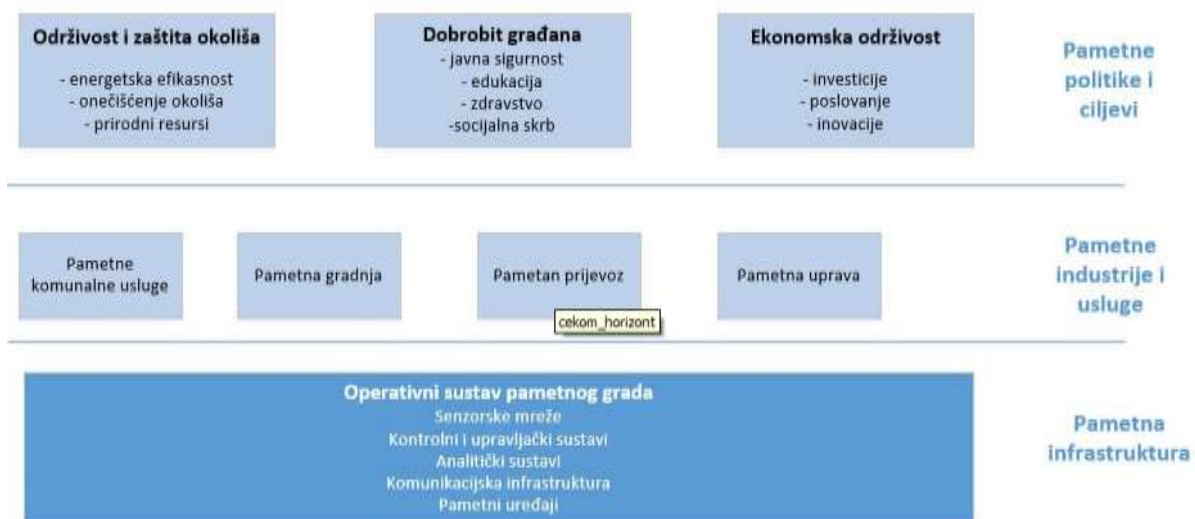 Održivost i zaštita okoliša
- energetska efikasnost
- onečišćenje okoliša
- prirodni resursi
Dobrobit građana
- javna sigurnost
- edukacija
- zdravstvo
-socijalna skrb
Ekonomska održivost
- investicije
- poslovanje
- inovacije
Pametne
politike i
ciljevi
Pametne
komunalne usluge
Pametna gradnja
Pametan prijevoz
cekom_horizont
Pametna uprava
Pametne
industrije i
usluge
Operativni sustav pametnog grada
Senzorske mreže
Kontrolni i upravljački sustavi
Analitički sustavi
Komunikacijska infrastruktura
Pametni uređaji
Pametna
infrastruktura